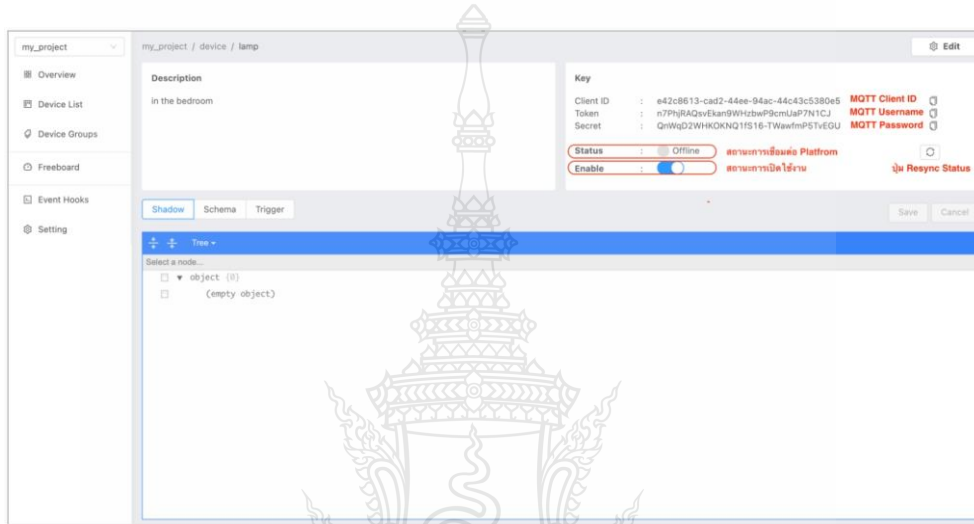 my_project
my_project / device / lamp
Edit
Overview
Device List
Device Groups
Freeboard
Event Hooks
Setting
Description
in the bedroom
Key
Client ID : e42c8613-cad2-44ee-94ac-44c43c5380e5 MQTT Client ID
Token : n7PhjRAQsvEkan9WHzbwP9cmUaP7N1CJ MQTT Username
Secret : QnWqD2WHKOKNQ1fS16-TWawfmP5TvEGU MQTT Password
Status : Offline สถานะการเชื่อมต่อ Platfrom
Enable : สถานะการเปิดใช้งาน ปุ่ม Resync Status
Shadow Schema Trigger
Save Cancel
Tree
Select a node...
object {0}
(empty object)